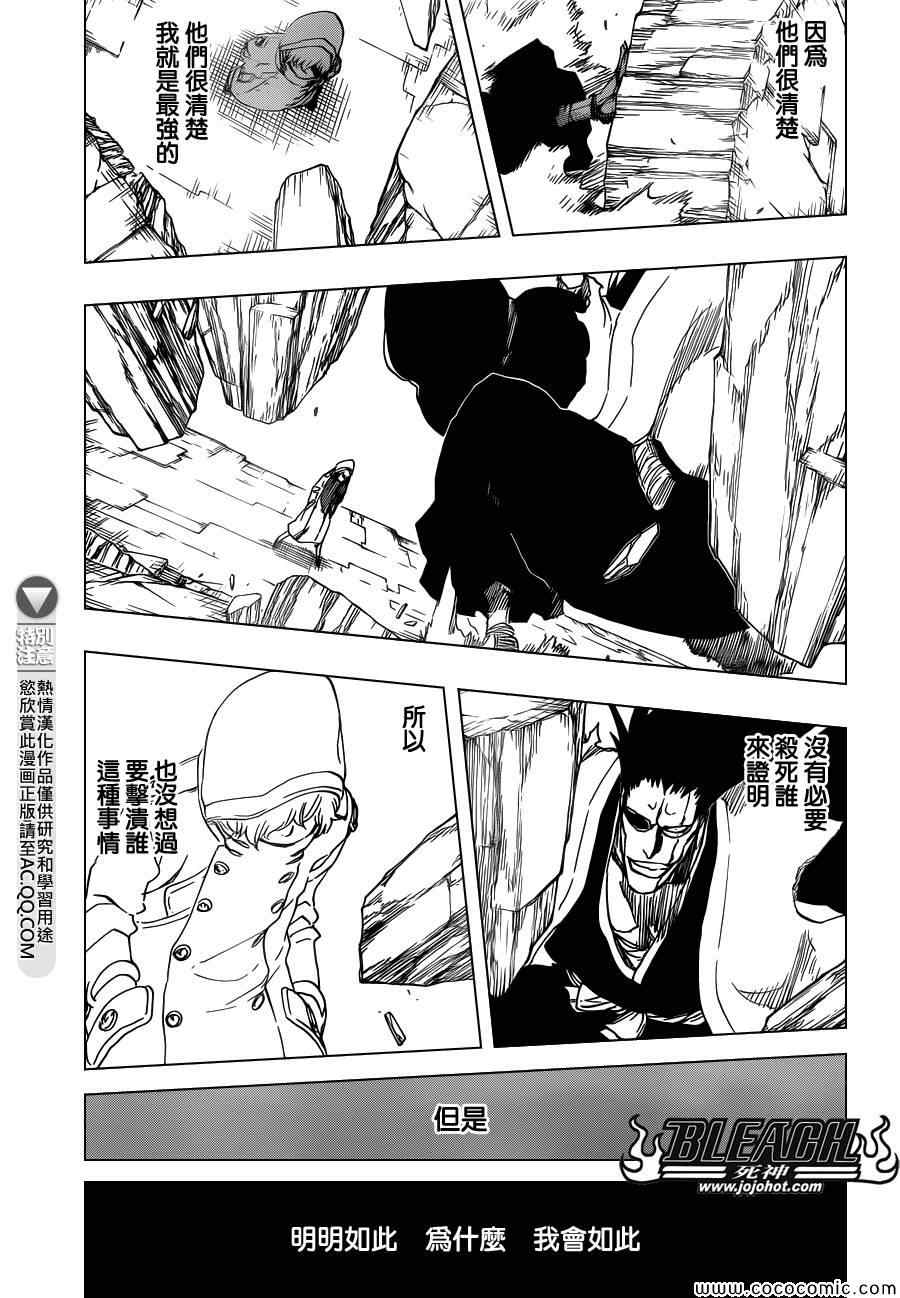 因為
他們很清楚
他們很清楚
我就是最強的
沒有必要
殺死誰
來證明
所以
也沒想過
要擊潰誰
這種事情
但是
明明如此 為什麼 我會如此
特別
注意
熱情漢化作品僅供研究和學習用途
慾欣賞此漫画正版請至AC.QQ.COM
BLEACH
死神
www.jojohot.com
www.cococomic.com